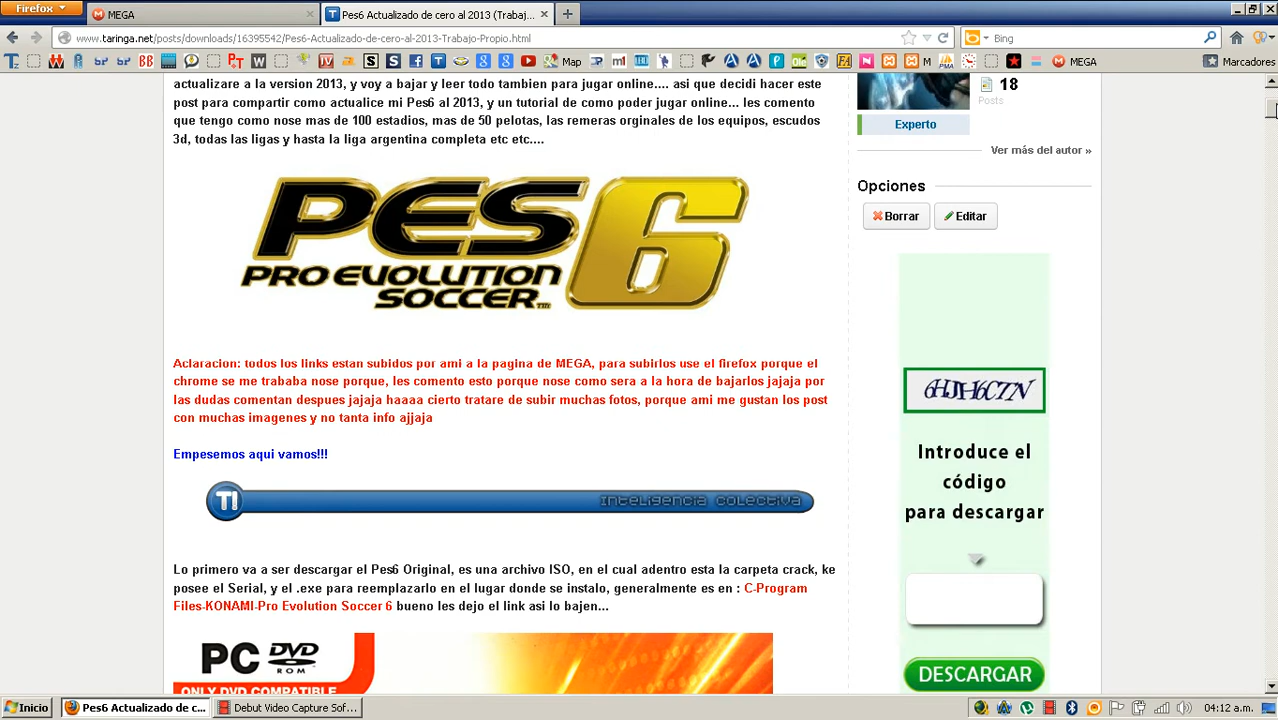 Firefox
MEGA
Pes6 Actualizado de cero al 2013 (Trabaj...
www.taringa.net/posts/downloads/16395542/Pes6-Actualizado-de-cero-al-2013-Trabajo-Propio.html
Bing
Map
MEGA
Marcadores
actualizare a la version 2013, y voy a bajar y leer todo tambien para jugar online.... asi que decidi hacer este
post para compartir como actualice mi Pes6 al 2013, y un tutorial de como poder jugar online... les comento
que tengo como nose mas de 100 estadios, mas de 50 pelotas, las remeras orginales de los equipos, escudos
3d, todas las ligas y hasta la liga argentina completa etc etc....
18
Posts
Experto
Ver más del autor »
Opciones
Borrar
Editar
PES6
PRO EVOLUTION
SOCCER™
Aclaracion: todos los links estan subidos por ami a la pagina de MEGA, para subirlos use el firefox porque el
chrome se me trababa nose porque, les comento esto porque nose como sera a la hora de bajarlos jajaja por
las dudas comentan despues jajaja haaaa cierto tratare de subir muchas fotos, porque ami me gustan los post
con muchas imagenes y no tanta info ajjaja
Empesemos aqui vamos!!!
T!
inteligencia colectiva
Introduce el
código
para descargar
DESCARGAR
Lo primero va a ser descargar el Pes6 Original, es una archivo ISO, en el cual adentro esta la carpeta crack, ke
posee el Serial, y el .exe para reemplazarlo en el lugar donde se instalo, generalmente es en : C-Program
Files-KONAMI-Pro Evolution Soccer 6 bueno les dejo el link asi lo bajen...
PC DVD
ROM
ONLY DVD COMPATIBLE
Inicio
Pes6 Actualizado de c...
Debut Video Capture Sof...
04:12 a.m.